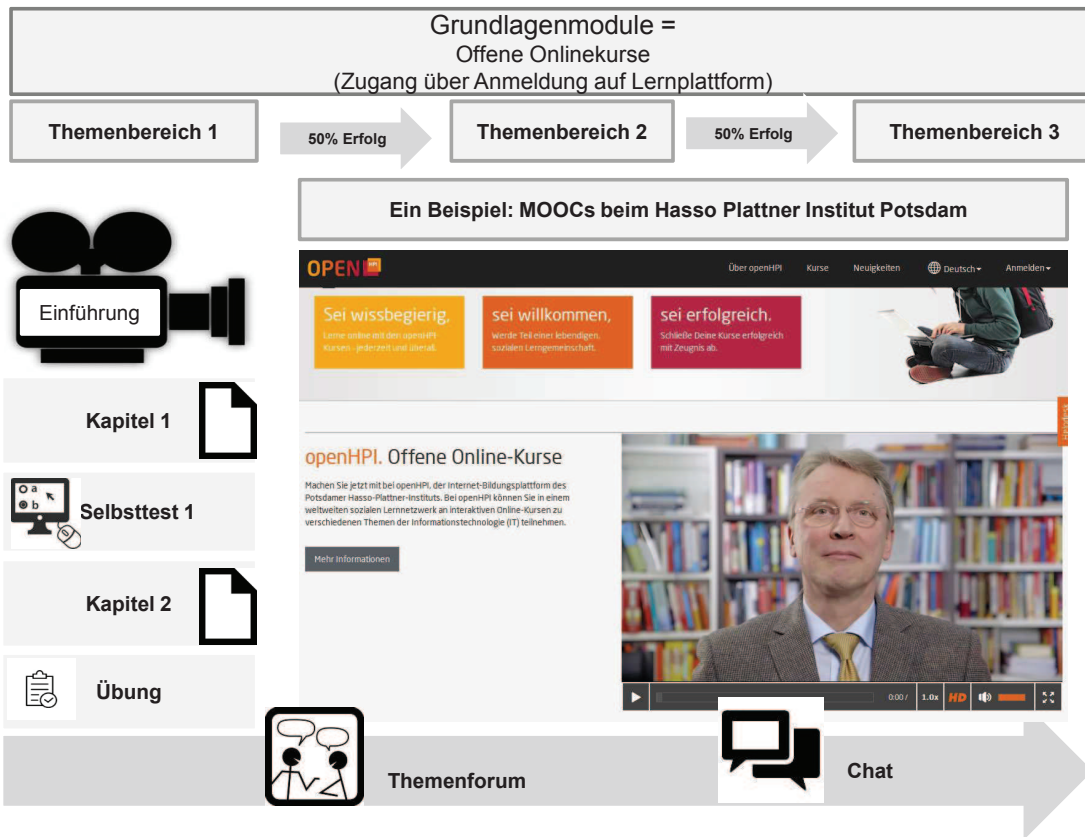 Grundlagenmodule =
Offene Onlinekurse
(Zugang über Anmeldung auf Lernplattform)
Themenbereich 1
50% Erfolg
Themenbereich 2
50% Erfolg
Themenbereich 3
Ein Beispiel: MOOCs beim Hasso Plattner Institut Potsdam
OPEN HPI
Über openHPI
Kurse
Neuigkeiten
Deutsch
Anmelden
Sei wissbegierig,
Lerne online mit den openHPI
Kursen - jederzeit und überall.
sei willkommen,
Werde Teil einer lebendigen,
sozialen Lerngemeinschaft.
sei erfolgreich.
Schließe Deine Kurse erfolgreich
mit Zeugnis ab.
openHPI. Offene Online-Kurse
Machen Sie jetzt mit bei openHPI, der Internet-Bildungsplattform des
Potsdamer Hasso-Plattner-Instituts. Bei openHPI können Sie in einem
weltweiten sozialen Lernnetzwerk an interaktiven Online-Kursen zu
verschiedenen Themen der Informationstechnologie (IT) teilnehmen.
Mehr Informationen
0:00 /
1.0x
HD
Einführung
Kapitel 1
a
b
Selbsttest 1
Kapitel 2
Übung
Themenforum
Chat